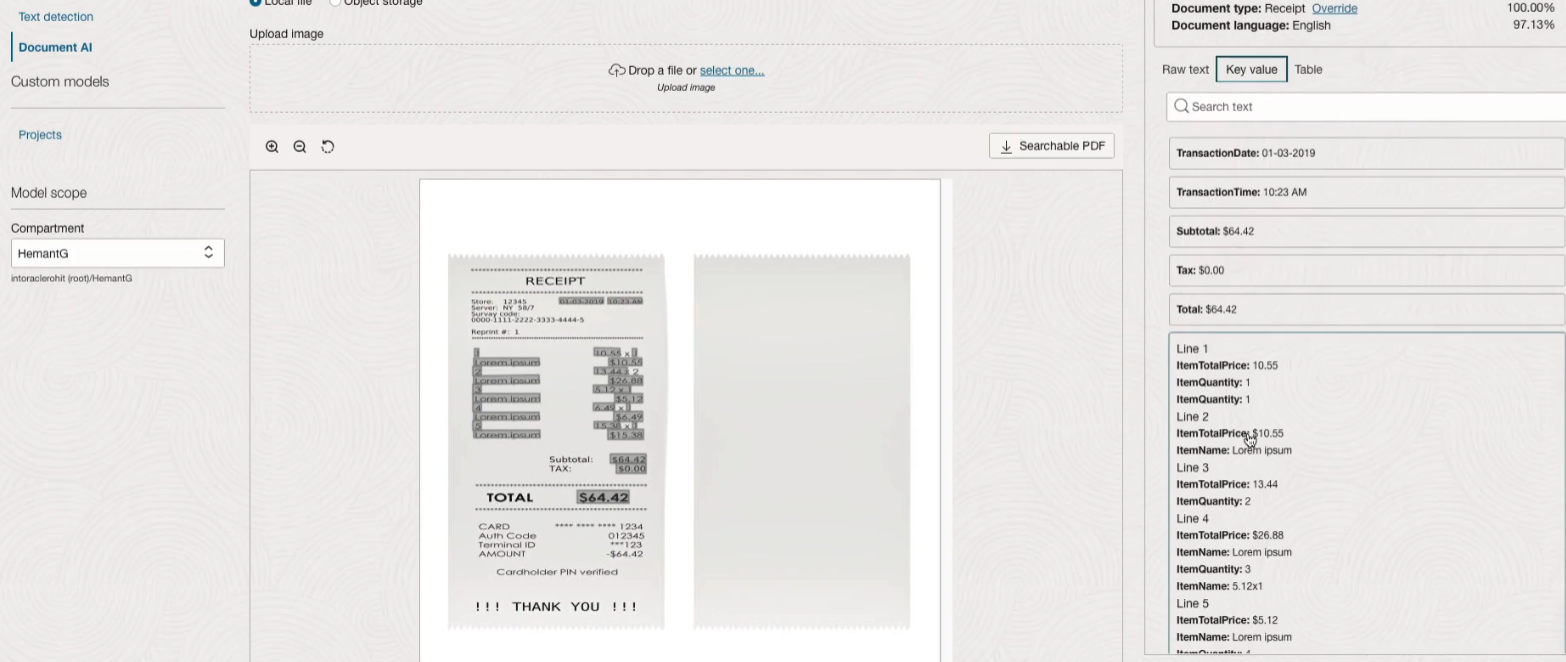 Text detection
Document AI
Custom models
Projects
Model scope
Compartment
HemantG
intoraclerohit (root)/HemantG
Local file Object storage
Upload image
Drop a file or select one...
Upload image
Searchable PDF
RECEIPT
Store: 12345 01-03-2019 10:23 AM
Server: NY 58/7
Survay code:
0000-1111-2222-3333-4444-5
Reprint #: 1
1 10.55 x 1
Lorem ipsum $10.55
2 13.44 x 2
Lorem ipsum $26.88
3 5.12 x 1
Lorem ipsum $5.12
4 6.49 x 1
Lorem ipsum $6.49
5 15.38 x 1
Lorem ipsum $15.38
Subtotal: $64.42
TAX: $0.00
TOTAL $64.42
CARD **** **** **** 1234
Auth Code 012345
Terminal ID ***123
AMOUNT -$64.42
Cardholder PIN verified
!!! THANK YOU !!!
Document type: Receipt Override 100.00%
Document language: English 97.13%
Raw text Key value Table
Search text
TransactionDate: 01-03-2019
TransactionTime: 10:23 AM
Subtotal: $64.42
Tax: $0.00
Total: $64.42
Line 1
ItemTotalPrice: 10.55
ItemQuantity: 1
ItemQuantity: 1
Line 2
ItemTotalPrice: $10.55
ItemName: Lorem ipsum
Line 3
ItemTotalPrice: 13.44
ItemQuantity: 2
Line 4
ItemTotalPrice: $26.88
ItemName: Lorem ipsum
ItemQuantity: 3
ItemName: 5.12x1
Line 5
ItemTotalPrice: $5.12
ItemName: Lorem ipsum
ItemQuantity: 4